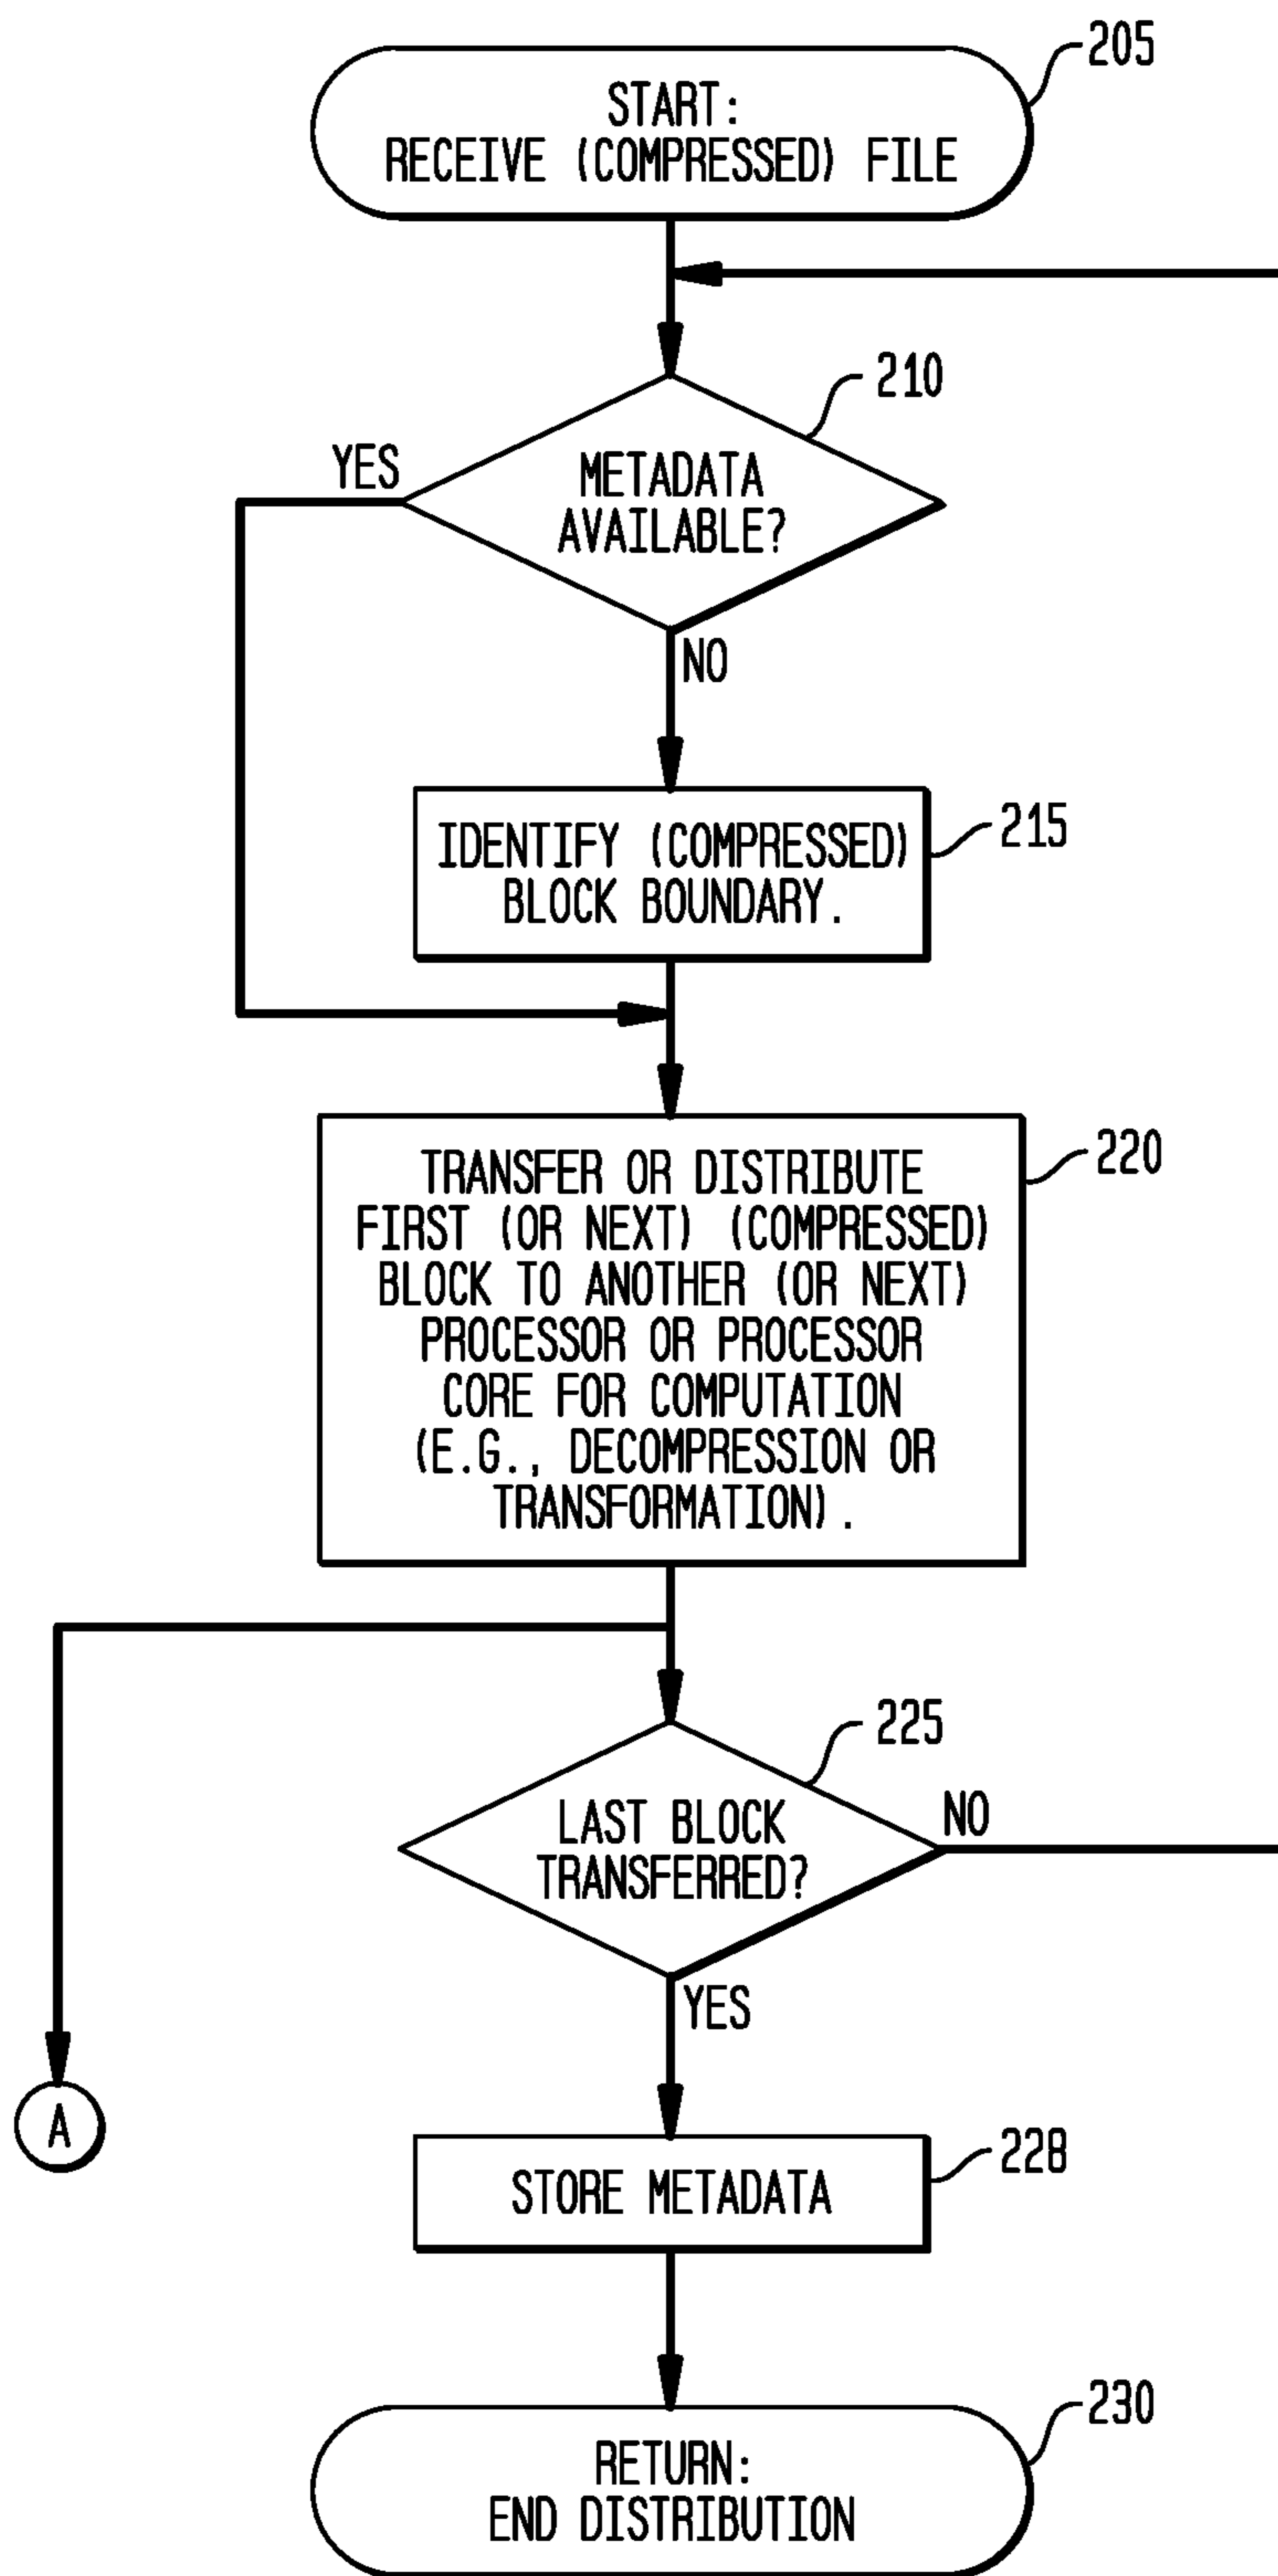 205
START:
RECEIVE (COMPRESSED) FILE
210
YES
METADATA
AVAILABLE?
NO
215
IDENTIFY (COMPRESSED)
BLOCK BOUNDARY.
220
TRANSFER OR DISTRIBUTE
FIRST (OR NEXT) (COMPRESSED)
BLOCK TO ANOTHER (OR NEXT)
PROCESSOR OR PROCESSOR
CORE FOR COMPUTATION
(E.G., DECOMPRESSION OR
TRANSFORMATION).
225
LAST BLOCK
TRANSFERRED?
NO
YES
A
228
STORE METADATA
230
RETURN:
END DISTRIBUTION